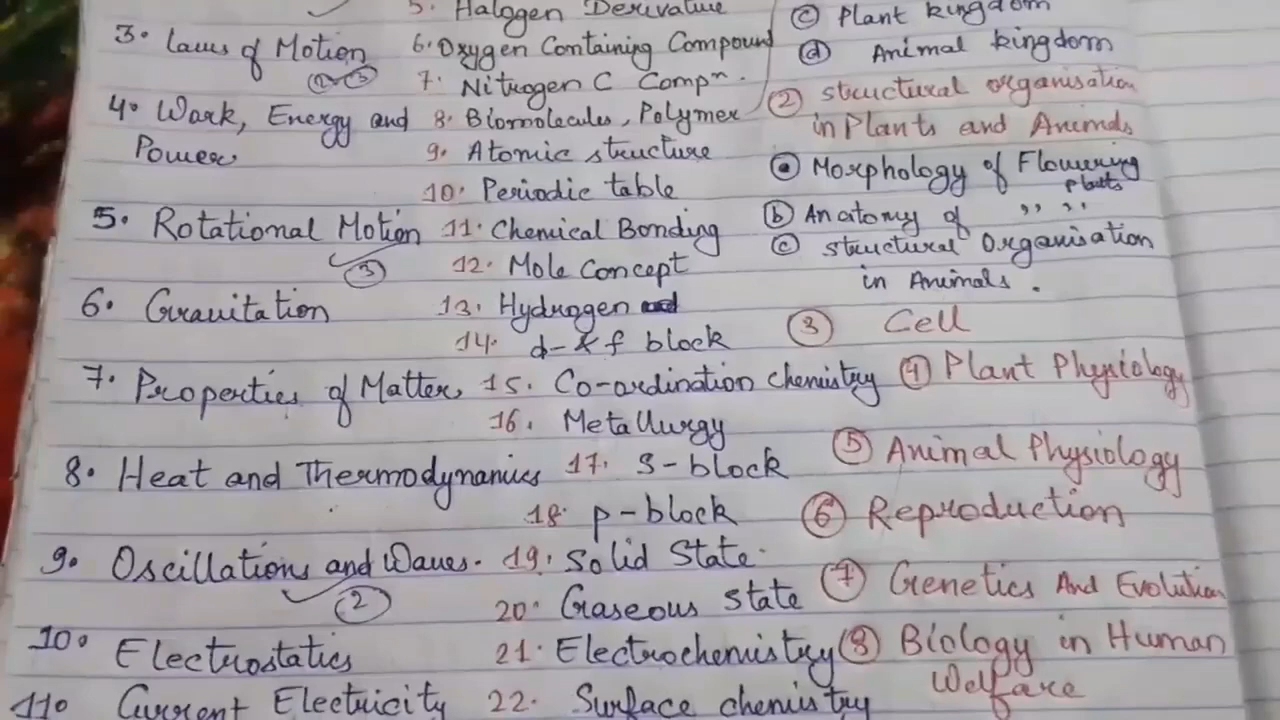 3. Laws of Motion
2 3
4. Work, Energy and
Power
5. Rotational Motion
3
6. Gravitation
7. Properties of Matter
8. Heat and Thermodynamics
9. Oscillations and Waves.
2
10. Electrostatics
110 Current Electricity
5. Halogen Derivature
6. Oxygen Containing Compound
7. Nitrogen C Compn.
8. Biomolecules, Polymer
9. Atomic structure
10. Periodic table
11. Chemical Bonding
12. Mole Concept
13. Hydrogen
14. d- & f block
15. Co-ordination chemistry
16. Metallurgy
17. S-block
18. p-block
19. Solid State
20. Gaseous state
21. Electrochemistry
22. Surface chemistry
c Plant kingdom
d Animal kingdom
2 structural organisation
in Plants and Animals
a Morphology of Flowering
plants
b Anatomy of ,, ,,
c structural Organisation
in Animals.
3 Cell
4 Plant Physiology
5 Animal Physiology
6 Reproduction
7 Genetics And Evolution
8 Biology in Human
Welfare